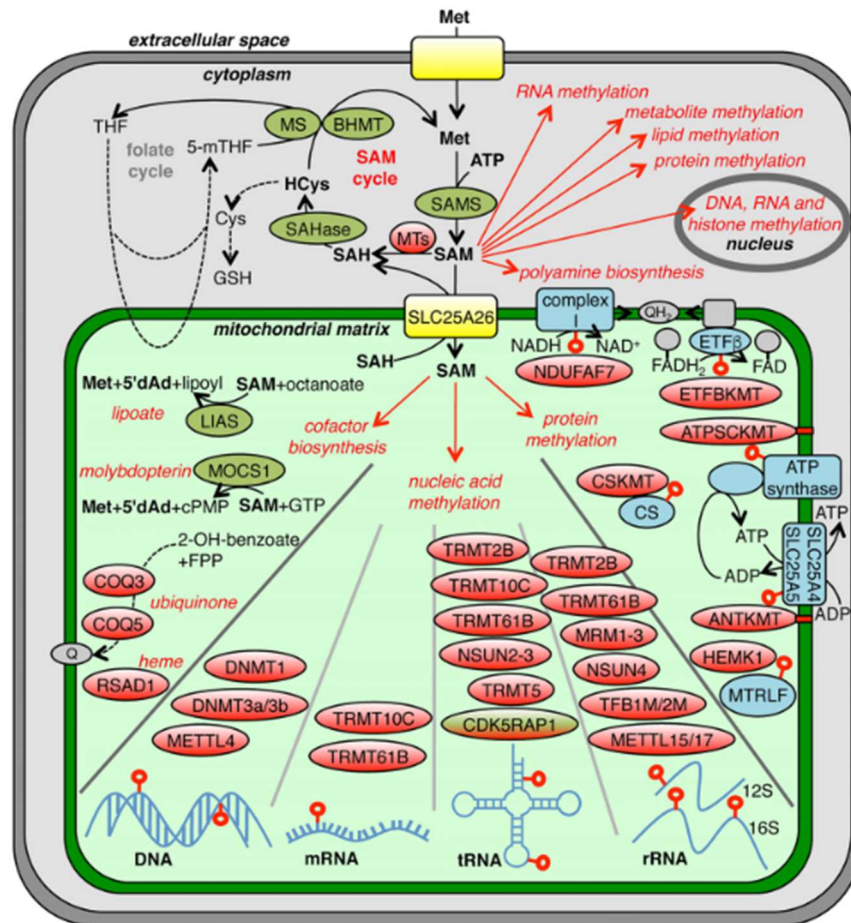 Met
extracellular space
cytoplasm
RNA methylation
metabolite methylation
lipid methylation
protein methylation
DNA, RNA and
histone methylation
nucleus
polyamine biosynthesis
THF
folate
cycle
5-mTHF
MS
BHMT
Met
SAM
cycle
ATP
HCys
SAMS
Cys
SAHase
MTs
GSH
SAH
SAM
mitochondrial matrix
SLC25A26
complex
I
QH2
NADH
NAD+
ETFβ
FADH2
FAD
NDUFAF7
ETFBKMT
SAH
SAM
Met+5'dAd+lipoyl
SAM+octanoate
lipoate
LIAS
cofactor
biosynthesis
protein
methylation
nucleic acid
methylation
ATPSCKMT
molybdopterin
MOCS1
Met+5'dAd+cPMP
SAM+GTP
CSKMT
CS
ATP
synthase
ATP
ADP
SLC25A5
SLC25A4
ATP
ADP
2-OH-benzoate
+FPP
COQ3
ubiquinone
COQ5
Q
heme
RSAD1
ANTKMT
HEMK1
MTRLF
DNMT1
DNMT3a/3b
METTL4
TRMT10C
TRMT61B
TRMT2B
TRMT10C
TRMT61B
NSUN2-3
TRMT5
CDK5RAP1
TRMT2B
TRMT61B
MRM1-3
NSUN4
TFB1M/2M
METTL15/17
12S
16S
DNA
mRNA
tRNA
rRNA